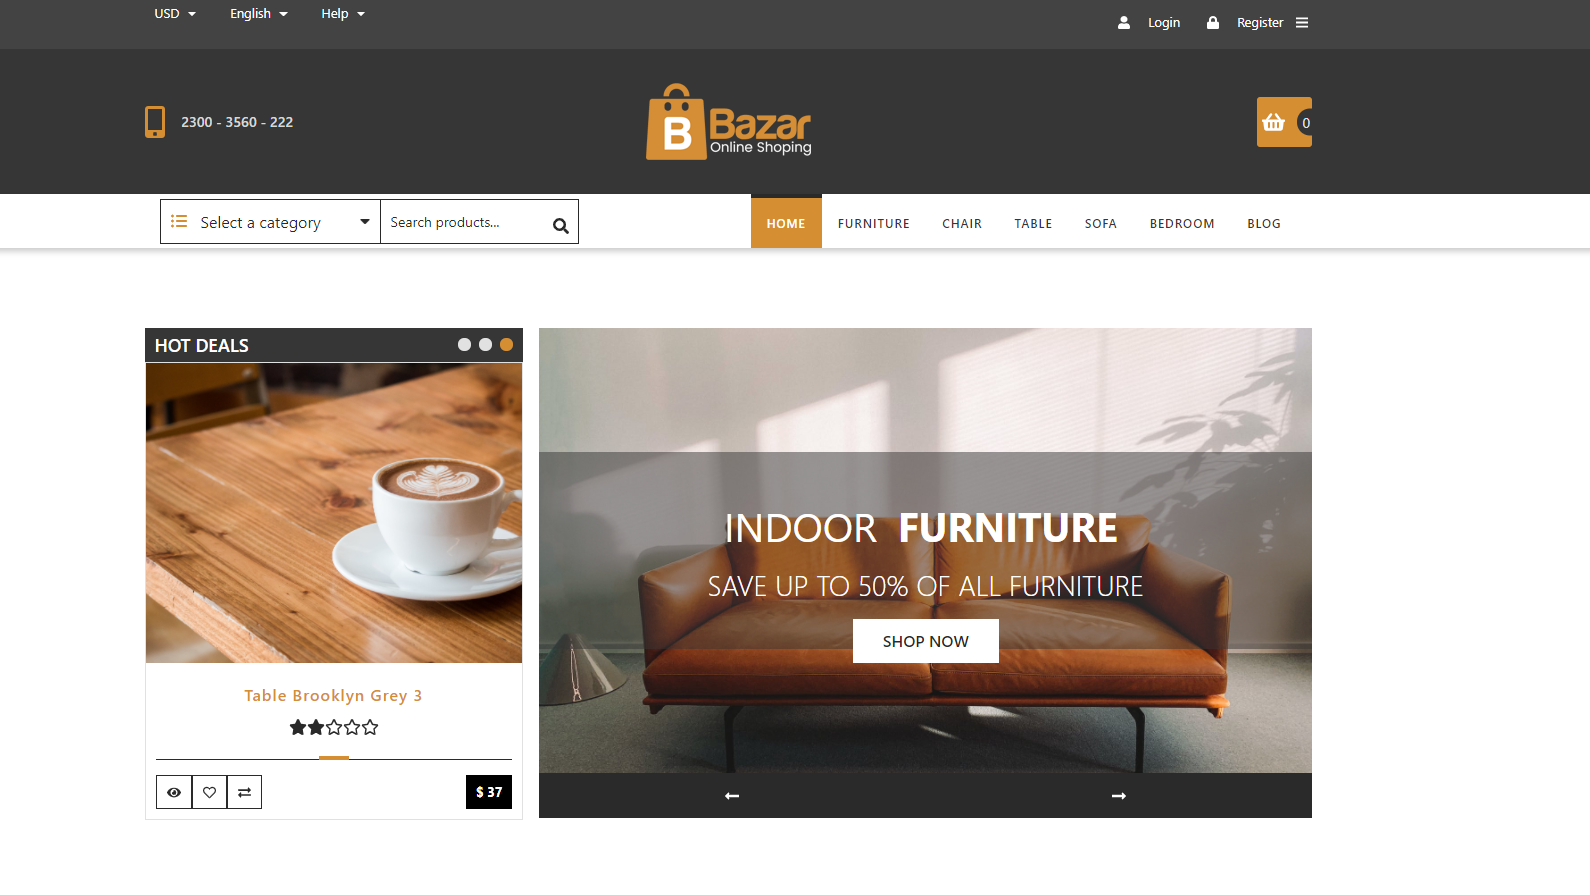 USD English Help
Login Register
2300 - 3560 - 222
B Bazar
Online Shoping
0
Select a category
Search products...
HOME FURNITURE CHAIR TABLE SOFA BEDROOM BLOG
HOT DEALS
INDOOR FURNITURE
SAVE UP TO 50% OF ALL FURNITURE
SHOP NOW
Table Brooklyn Grey 3
$ 37